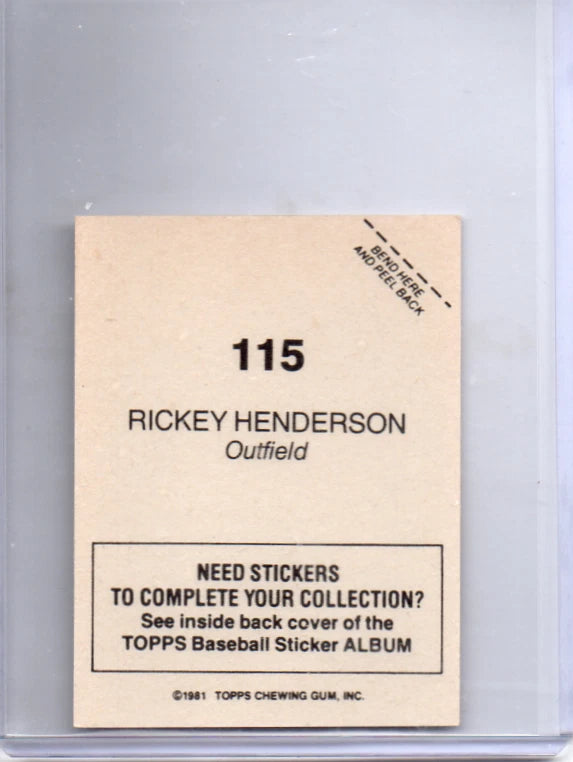 BEND HERE
AND PEEL BACK
115
RICKEY HENDERSON
Outfield
NEED STICKERS
TO COMPLETE YOUR COLLECTION?
See inside back cover of the
TOPPS Baseball Sticker ALBUM
©1981 TOPPS CHEWING GUM, INC.